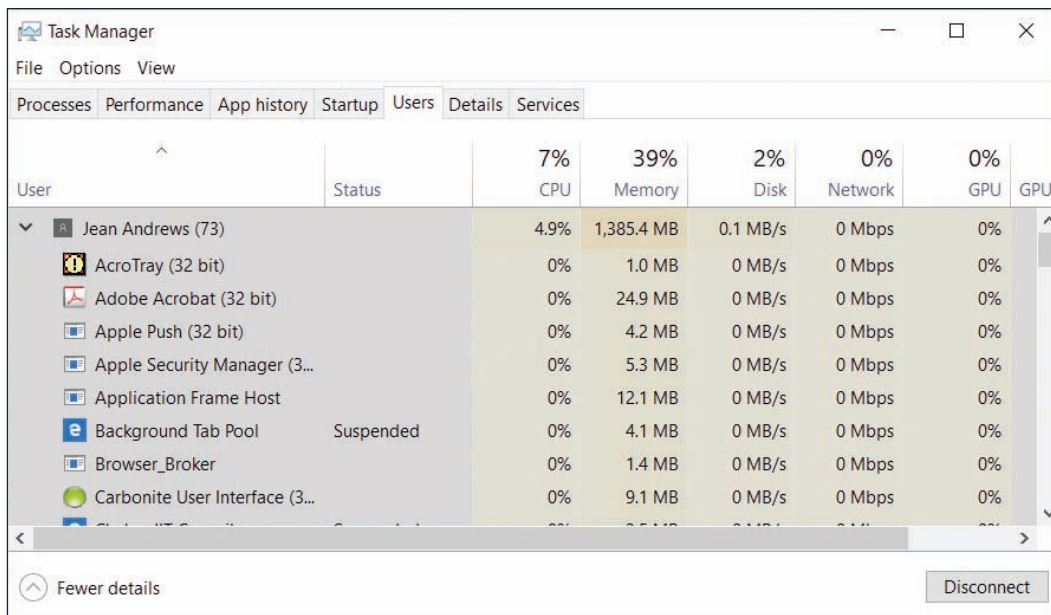 Task Manager
File Options View
Processes Performance App history Startup Users Details Services
7% 39% 2% 0% 0%
User Status CPU Memory Disk Network GPU GPU
Jean Andrews (73) 4.9% 1,385.4 MB 0.1 MB/s 0 Mbps 0%
AcroTray (32 bit) 0% 1.0 MB 0 MB/s 0 Mbps 0%
Adobe Acrobat (32 bit) 0% 24.9 MB 0 MB/s 0 Mbps 0%
Apple Push (32 bit) 0% 4.2 MB 0 MB/s 0 Mbps 0%
Apple Security Manager (3... 0% 5.3 MB 0 MB/s 0 Mbps 0%
Application Frame Host 0% 12.1 MB 0 MB/s 0 Mbps 0%
Background Tab Pool Suspended 0% 4.1 MB 0 MB/s 0 Mbps 0%
Browser_Broker 0% 1.4 MB 0 MB/s 0 Mbps 0%
Carbonite User Interface (3... 0% 9.1 MB 0 MB/s 0 Mbps 0%
Fewer details Disconnect